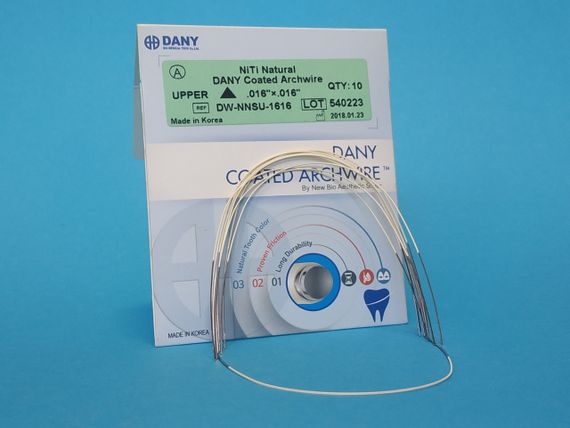 DANY
Ⓐ
NiTi Natural
DANY Coated Archwire
UPPER ▲ .016"×.016" QTY: 10
REF DW-NNSU-1616 LOT 540223
Made in Korea 2018.01.23
DANY
COATED ARCHWIRE™
By New Bio Aesthetic
Natural Tooth Color
Proven Friction
Long Durability
03 02 01
MADE IN KOREA